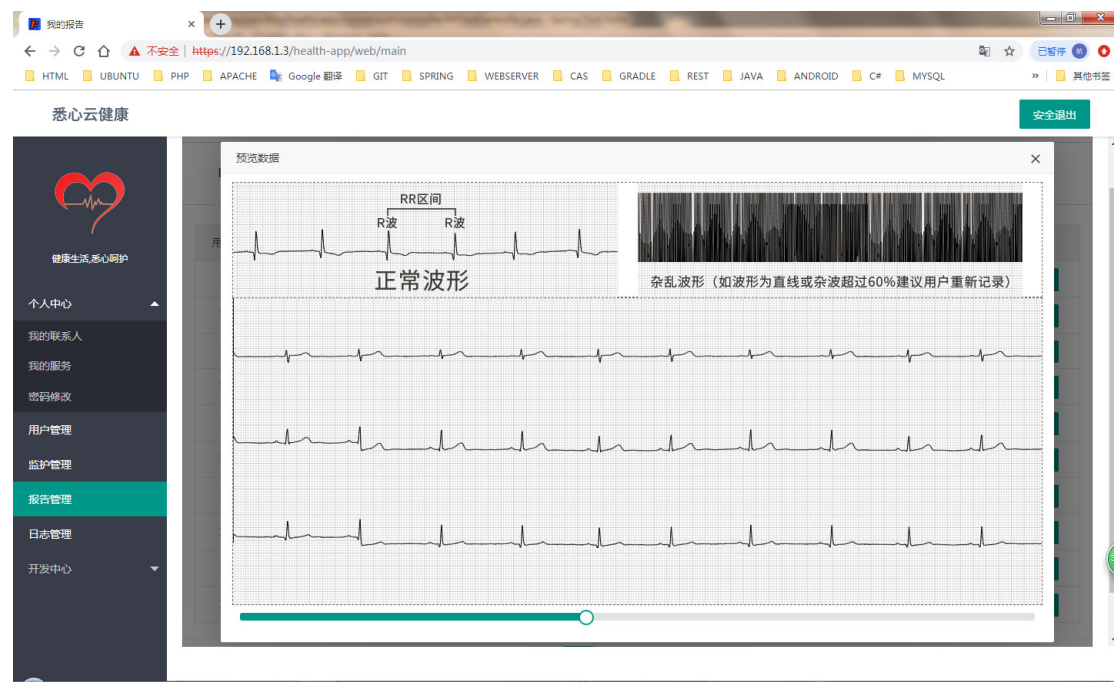 我的报告
不安全 | https://192.168.1.3/health-app/web/main
已暂停
HTML UBUNTU PHP APACHE Google 翻译 GIT SPRING WEBSERVER CAS GRADLE REST JAVA ANDROID C# MYSQL » 其他书签
悉心云健康
安全退出
健康生活,悉心呵护
个人中心
我的联系人
我的服务
密码修改
用户管理
监护管理
报告管理
日志管理
开发中心
预览数据
RR区间
R波 R波
正常波形
杂乱波形（如波形为直线或杂波超过60%建议用户重新记录）